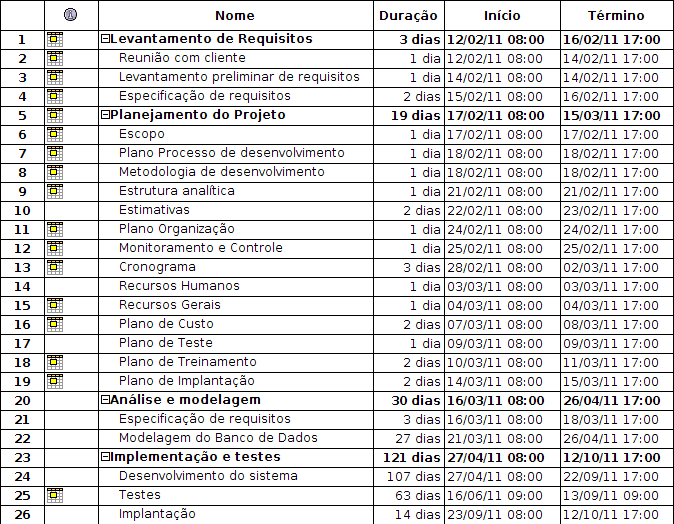 Nome Duração Início Término
1 Levantamento de Requisitos 3 dias 12/02/11 08:00 16/02/11 17:00
2 Reunião com cliente 1 dia 12/02/11 08:00 14/02/11 17:00
3 Levantamento preliminar de requisitos 1 dia 14/02/11 08:00 14/02/11 17:00
4 Especificação de requisitos 2 dias 15/02/11 08:00 16/02/11 17:00
5 Planejamento do Projeto 19 dias 17/02/11 08:00 15/03/11 17:00
6 Escopo 1 dia 17/02/11 08:00 17/02/11 17:00
7 Plano Processo de desenvolvimento 1 dia 18/02/11 08:00 18/02/11 17:00
8 Metodologia de desenvolvimento 1 dia 18/02/11 08:00 18/02/11 17:00
9 Estrutura analítica 1 dia 21/02/11 08:00 21/02/11 17:00
10 Estimativas 2 dias 22/02/11 08:00 23/02/11 17:00
11 Plano Organização 1 dia 24/02/11 08:00 24/02/11 17:00
12 Monitoramento e Controle 1 dia 25/02/11 08:00 25/02/11 17:00
13 Cronograma 3 dias 28/02/11 08:00 02/03/11 17:00
14 Recursos Humanos 1 dia 03/03/11 08:00 03/03/11 17:00
15 Recursos Gerais 1 dia 04/03/11 08:00 04/03/11 17:00
16 Plano de Custo 2 dias 07/03/11 08:00 08/03/11 17:00
17 Plano de Teste 1 dia 09/03/11 08:00 09/03/11 17:00
18 Plano de Treinamento 2 dias 10/03/11 08:00 11/03/11 17:00
19 Plano de Implantação 2 dias 14/03/11 08:00 15/03/11 17:00
20 Análise e modelagem 30 dias 16/03/11 08:00 26/04/11 17:00
21 Especificação de requisitos 3 dias 16/03/11 08:00 18/03/11 17:00
22 Modelagem do Banco de Dados 27 dias 21/03/11 08:00 26/04/11 17:00
23 Implementação e testes 121 dias 27/04/11 08:00 12/10/11 17:00
24 Desenvolvimento do sistema 107 dias 27/04/11 08:00 22/09/11 17:00
25 Testes 63 dias 16/06/11 09:00 13/09/11 09:00
26 Implantação 14 dias 23/09/11 08:00 12/10/11 17:00